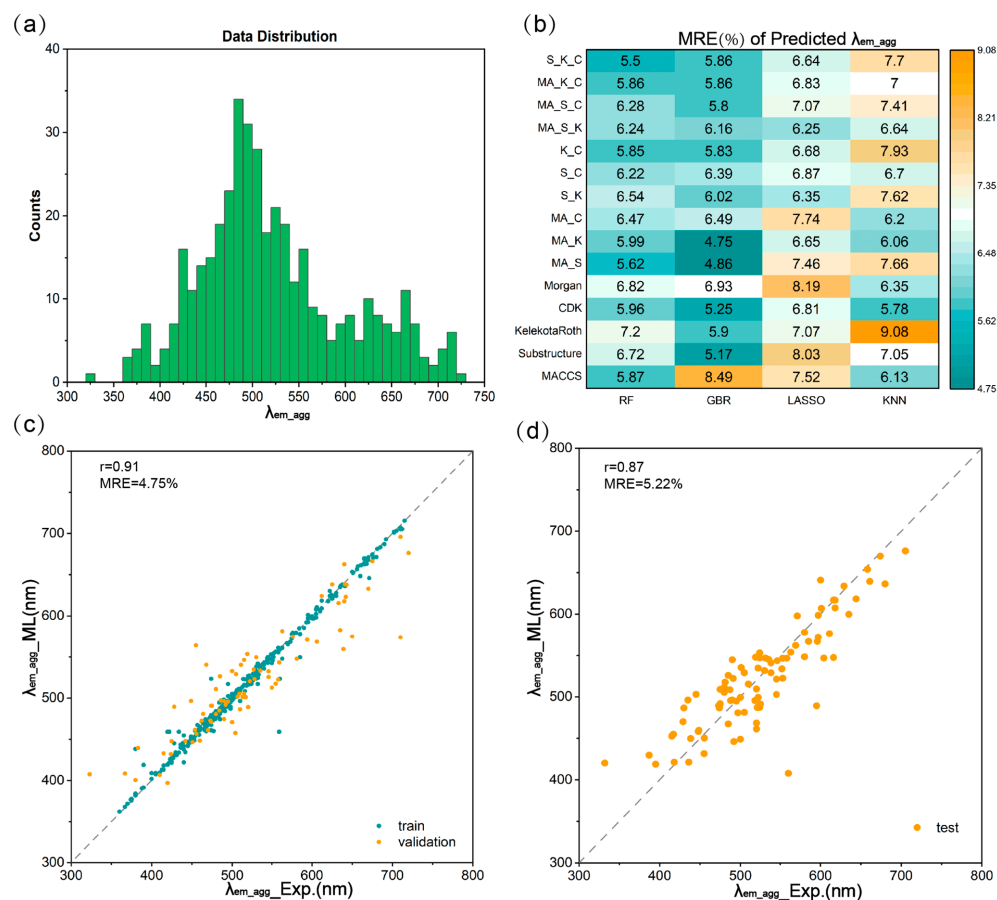 (a)
Data Distribution
40
30
20
10
0
Counts
300 350 400 450 500 550 600 650 700 750
λem_agg
(b)
MRE(%) of Predicted λem_agg
S_K_C 5.5 5.86 6.64 7.7
MA_K_C 5.86 5.86 6.83 7
MA_S_C 6.28 5.8 7.07 7.41
MA_S_K 6.24 6.16 6.25 6.64
K_C 5.85 5.83 6.68 7.93
S_C 6.22 6.39 6.87 6.7
S_K 6.54 6.02 6.35 7.62
MA_C 6.47 6.49 7.74 6.2
MA_K 5.99 4.75 6.65 6.06
MA_S 5.62 4.86 7.46 7.66
Morgan 6.82 6.93 8.19 6.35
CDK 5.96 5.25 6.81 5.78
KelekotaRoth 7.2 5.9 7.07 9.08
Substructure 6.72 5.17 8.03 7.05
MACCS 5.87 8.49 7.52 6.13
RF GBR LASSO KNN
9.08
8.21
7.35
6.48
5.62
4.75
(c)
800
700
600
500
400
300
λem_agg_ML(nm)
r=0.91
MRE=4.75%
train
validation
300 400 500 600 700 800
λem_agg_Exp.(nm)
(d)
800
700
600
500
400
300
λem_agg_ML(nm)
r=0.87
MRE=5.22%
test
300 400 500 600 700 800
λem_agg_Exp.(nm)